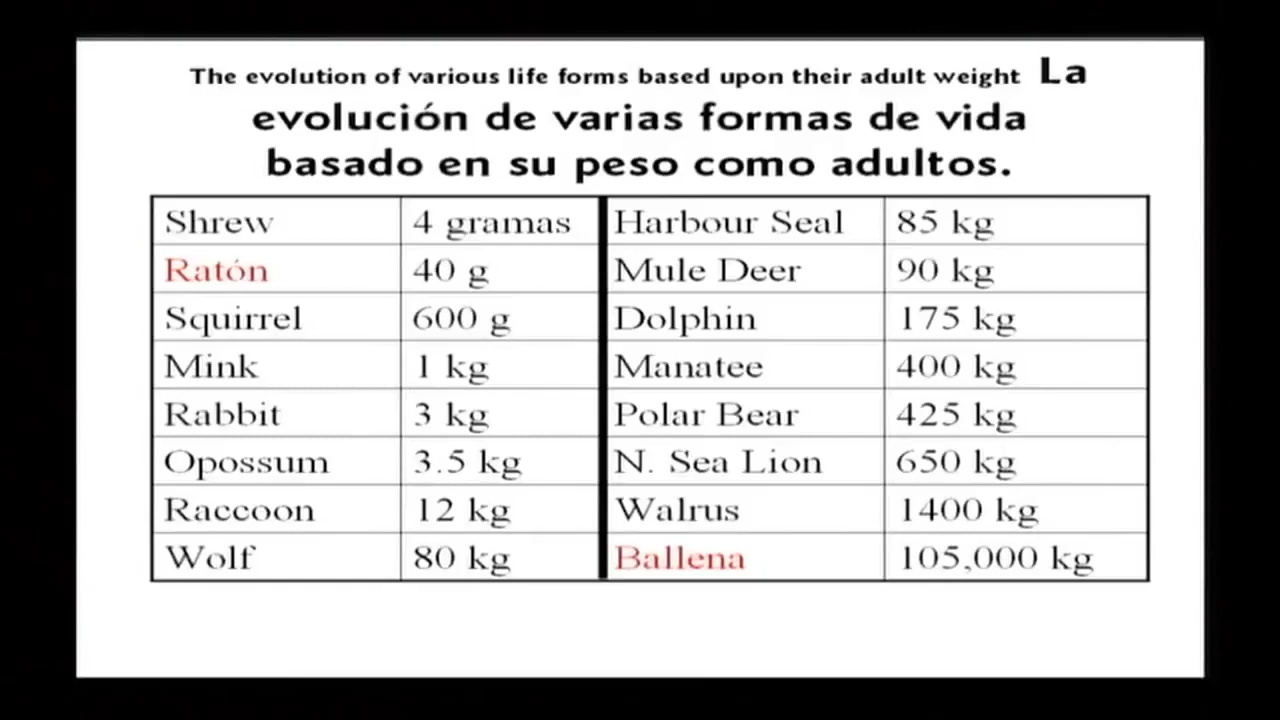 The evolution of various life forms based upon their adult weight La
evolución de varias formas de vida
basado en su peso como adultos.
Shrew 4 gramas Harbour Seal 85 kg
Ratón 40 g Mule Deer 90 kg
Squirrel 600 g Dolphin 175 kg
Mink 1 kg Manatee 400 kg
Rabbit 3 kg Polar Bear 425 kg
Opossum 3.5 kg N. Sea Lion 650 kg
Raccoon 12 kg Walrus 1400 kg
Wolf 80 kg Ballena 105,000 kg